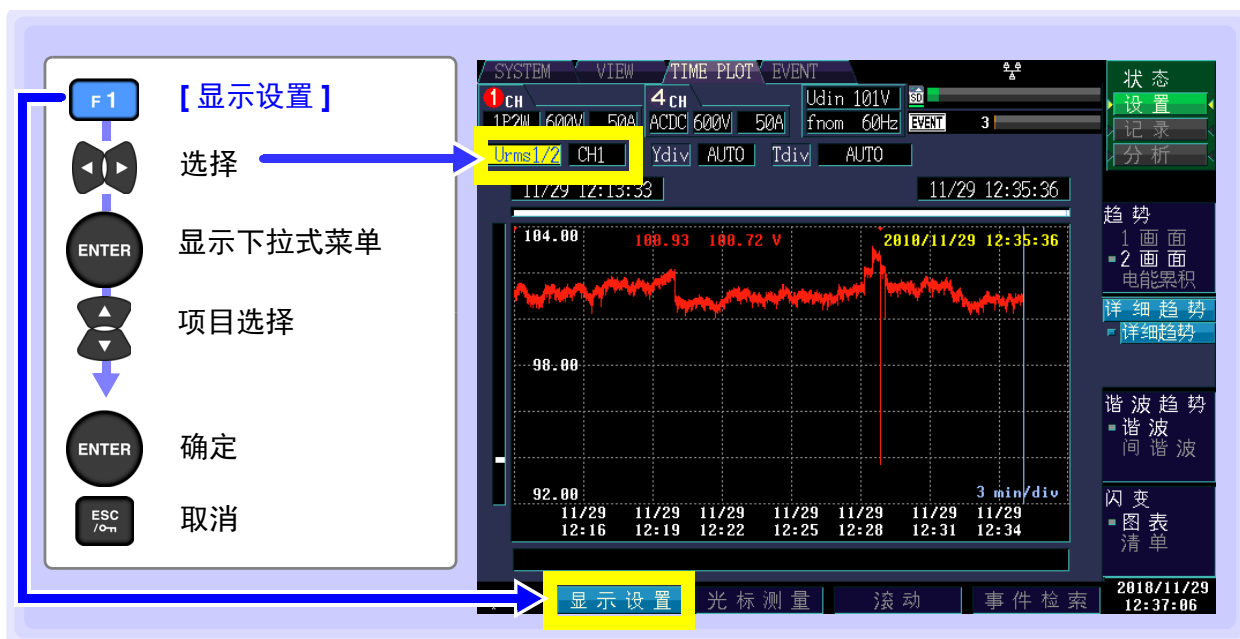 F1 [显示设置]
选择
ENTER 显示下拉式菜单
项目选择
ENTER 确定
ESC 取消
SYSTEM VIEW TIME PLOT EVENT
1 CH 4 CH Udin 101V SD
1P2W 600V 50A ACDC 600V 50A fnom 60Hz EVENT 3
Urms1/2 CH1 Ydiv AUTO Tdiv AUTO
11/29 12:13:33 11/29 12:35:36
104.00 100.93 100.72 V 2010/11/29 12:35:36
98.00
92.00 3 min/div
11/29 11/29 11/29 11/29 11/29 11/29 11/29
12:16 12:19 12:22 12:25 12:28 12:31 12:34
显示设置 光标测量 滚动 事件检索
状态
设置
记录
分析
趋势
1画面
2画面
电能累积
详细趋势
详细趋势
谐波趋势
谐波
间谐波
闪变
图表
清单
2018/11/29
12:37:06